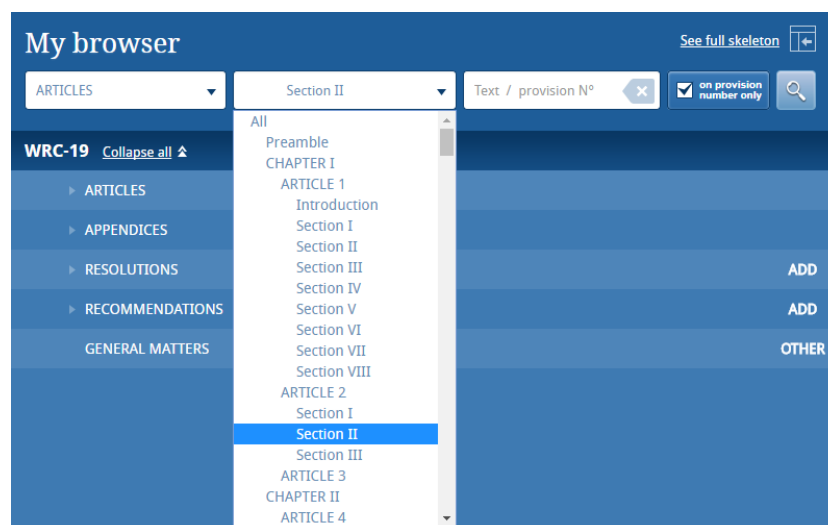 My browser
See full skeleton
ARTICLES
Section II
Text / provision N°
on provision
number only
WRC-19 Collapse all
ARTICLES
APPENDICES
RESOLUTIONS ADD
RECOMMENDATIONS ADD
GENERAL MATTERS OTHER
All
Preamble
CHAPTER I
ARTICLE 1
Introduction
Section I
Section II
Section III
Section IV
Section V
Section VI
Section VII
Section VIII
ARTICLE 2
Section I
Section II
Section III
ARTICLE 3
CHAPTER II
ARTICLE 4